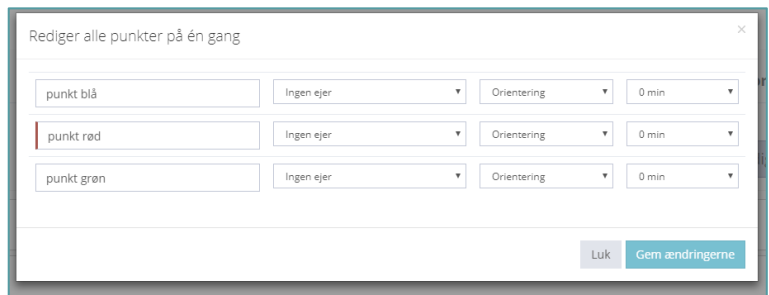 Rediger alle punkter på én gang ×
punkt blå Ingen ejer Orientering 0 min
punkt rød Ingen ejer Orientering 0 min
punkt grøn Ingen ejer Orientering 0 min
Luk Gem ændringerne